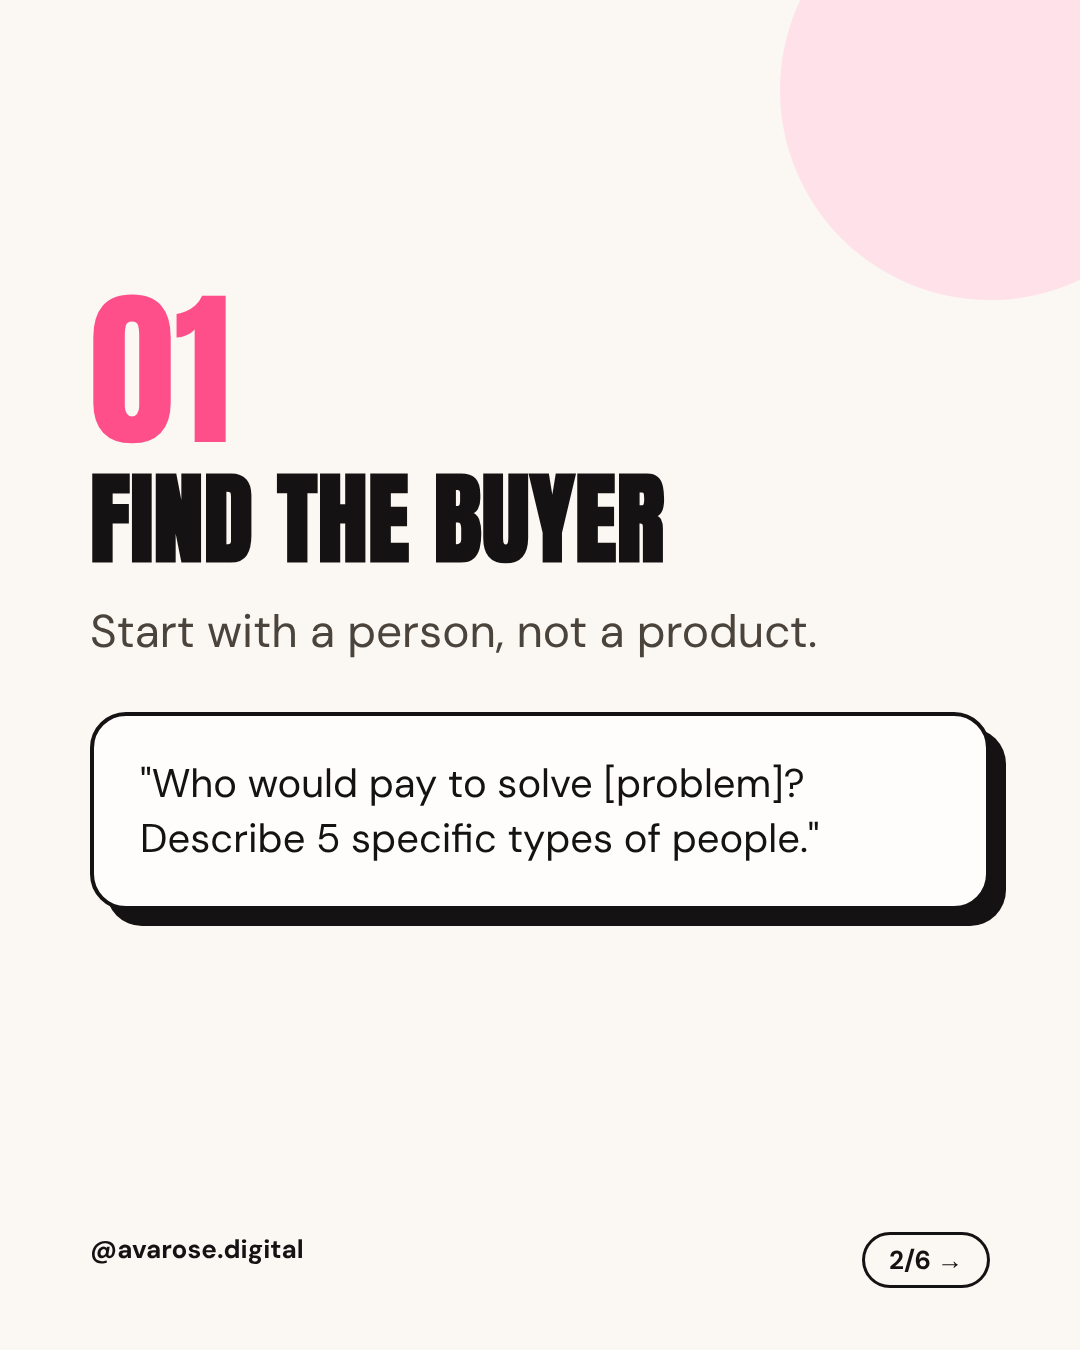 01
FIND THE BUYER
Start with a person, not a product.
"Who would pay to solve [problem]?
Describe 5 specific types of people."
@avarose.digital
2/6 →